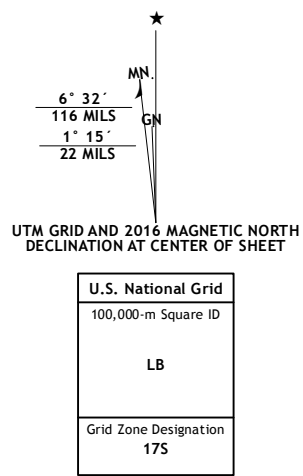 MN
GN
6° 32´
116 MILS
1° 15´
22 MILS
UTM GRID AND 2016 MAGNETIC NORTH
DECLINATION AT CENTER OF SHEET
U.S. National Grid
100,000-m Square ID
LB
Grid Zone Designation
17S